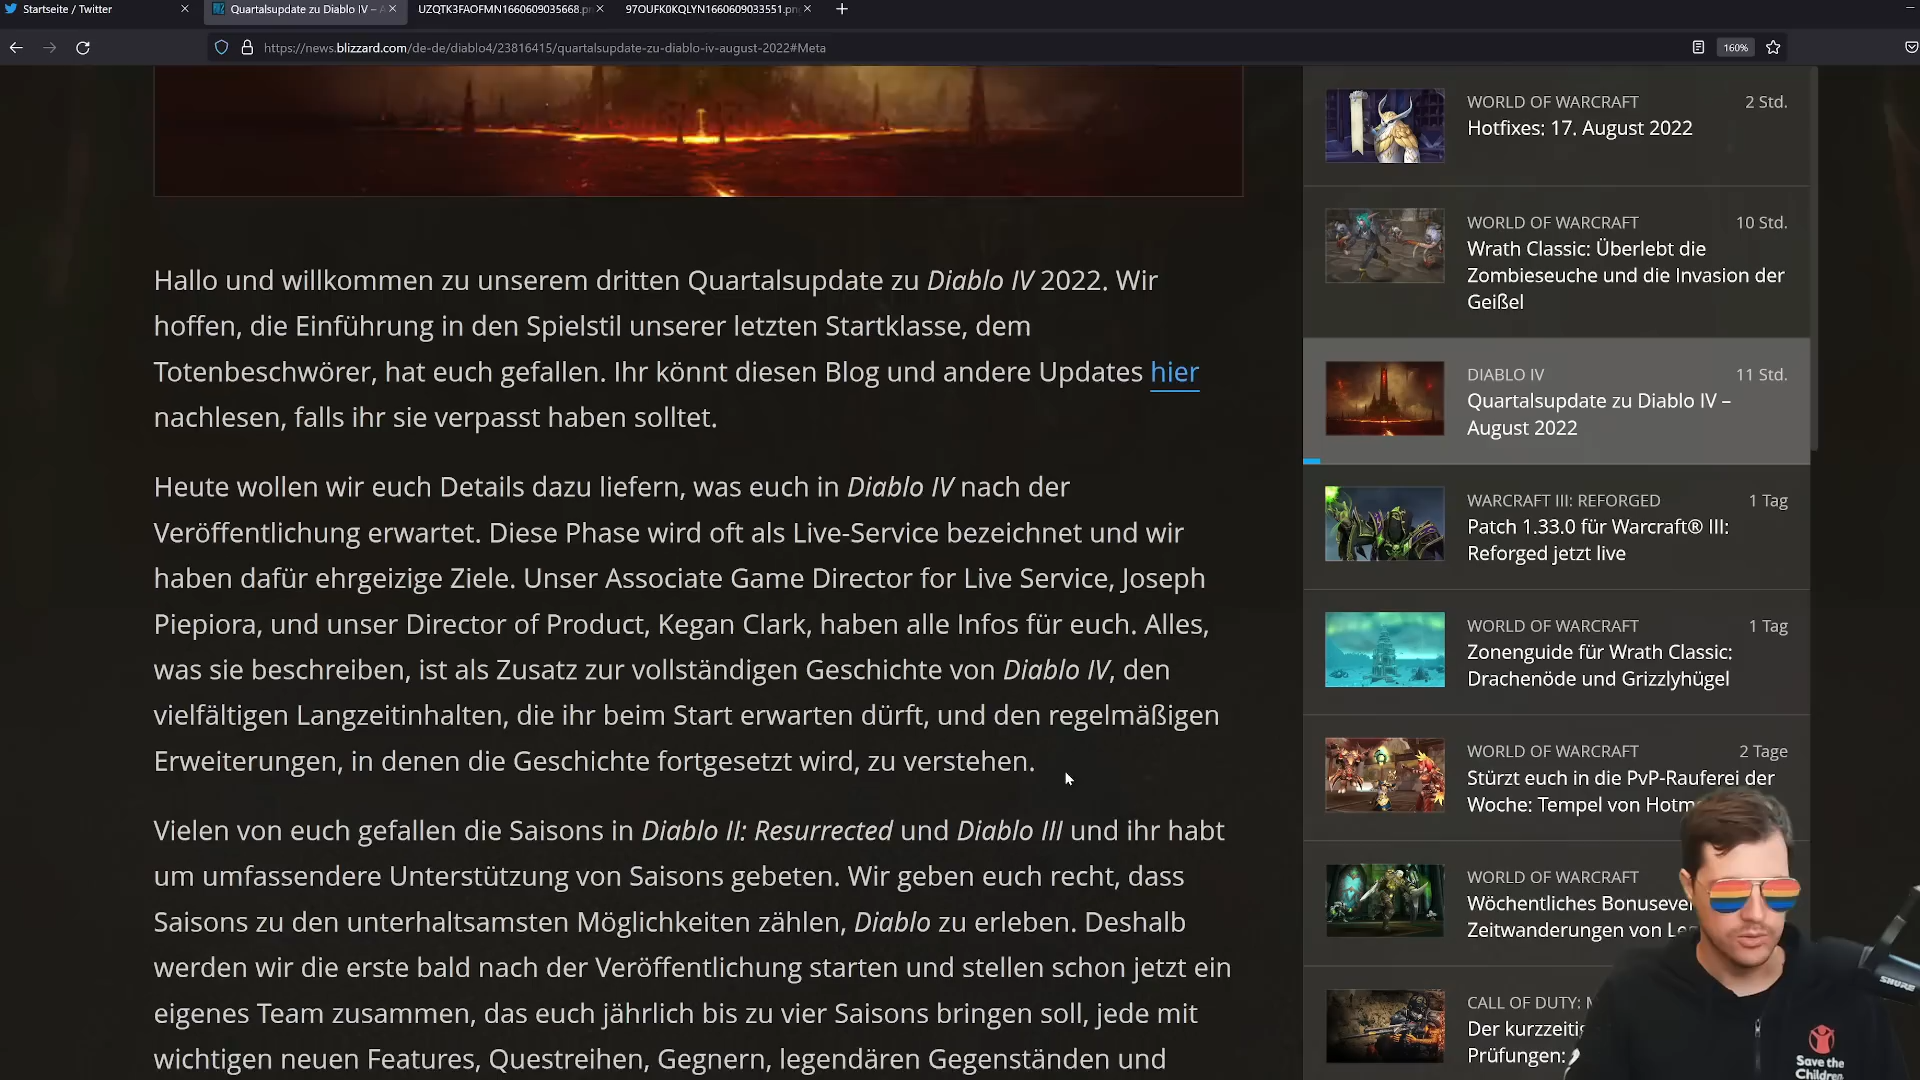 Startseite / Twitter
Quartalsupdate zu Diablo IV –
UZQTK3FAOFMN1660609035668.pn
97OUFK0KQLYN1660609033551.pn
https://news.blizzard.com/de-de/diablo4/23816415/quartalsupdate-zu-diablo-iv-august-2022#Meta
160%
Hallo und willkommen zu unserem dritten Quartalsupdate zu Diablo IV 2022. Wir
hoffen, die Einführung in den Spielstil unserer letzten Startklasse, dem
Totenbeschwörer, hat euch gefallen. Ihr könnt diesen Blog und andere Updates hier
nachlesen, falls ihr sie verpasst haben solltet.
Heute wollen wir euch Details dazu liefern, was euch in Diablo IV nach der
Veröffentlichung erwartet. Diese Phase wird oft als Live-Service bezeichnet und wir
haben dafür ehrgeizige Ziele. Unser Associate Game Director for Live Service, Joseph
Piepiora, und unser Director of Product, Kegan Clark, haben alle Infos für euch. Alles,
was sie beschreiben, ist als Zusatz zur vollständigen Geschichte von Diablo IV, den
vielfältigen Langzeitinhalten, die ihr beim Start erwarten dürft, und den regelmäßigen
Erweiterungen, in denen die Geschichte fortgesetzt wird, zu verstehen.
Vielen von euch gefallen die Saisons in Diablo II: Resurrected und Diablo III und ihr habt
um umfassendere Unterstützung von Saisons gebeten. Wir geben euch recht, dass
Saisons zu den unterhaltsamsten Möglichkeiten zählen, Diablo zu erleben. Deshalb
werden wir die erste bald nach der Veröffentlichung starten und stellen schon jetzt ein
eigenes Team zusammen, das euch jährlich bis zu vier Saisons bringen soll, jede mit
wichtigen neuen Features, Questreihen, Gegnern, legendären Gegenständen und
WORLD OF WARCRAFT 2 Std.
Hotfixes: 17. August 2022
WORLD OF WARCRAFT 10 Std.
Wrath Classic: Überlebt die
Zombieseuche und die Invasion der
Geißel
DIABLO IV 11 Std.
Quartalsupdate zu Diablo IV –
August 2022
WARCRAFT III: REFORGED 1 Tag
Patch 1.33.0 für Warcraft® III:
Reforged jetzt live
WORLD OF WARCRAFT 1 Tag
Zonenguide für Wrath Classic:
Drachenöde und Grizzlyhügel
WORLD OF WARCRAFT 2 Tage
Stürzt euch in die PvP-Rauferei der
Woche: Tempel von Hotm
WORLD OF WARCRAFT
Wöchentliches Bonuseve
Zeitwanderungen von Le
CALL OF DUTY: M
Der kurzzeiti
Prüfungen:
SHURE
Save the
Children